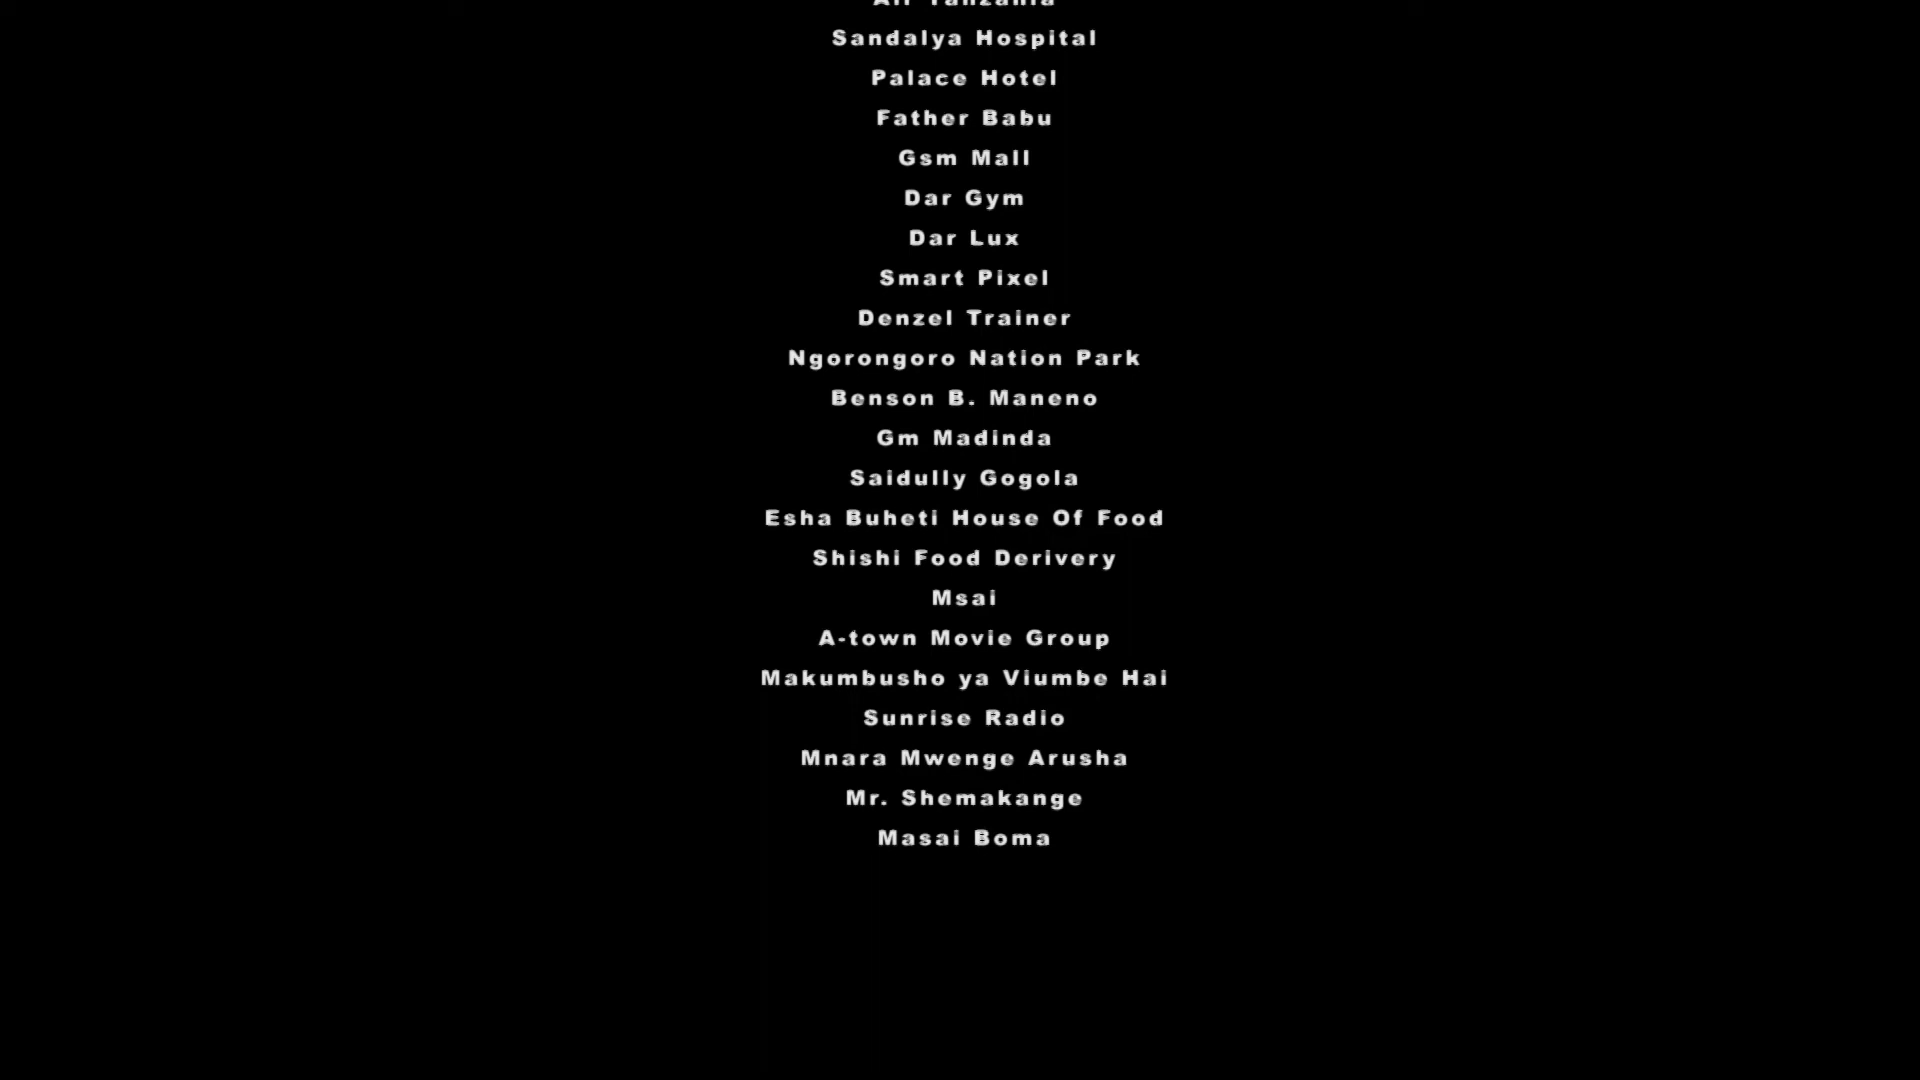 Air Tanzania
Sandalya Hospital
Palace Hotel
Father Babu
Gsm Mall
Dar Gym
Dar Lux
Smart Pixel
Denzel Trainer
Ngorongoro Nation Park
Benson B. Maneno
Gm Madinda
Saidully Gogola
Esha Buheti House Of Food
Shishi Food Derivery
Msai
A-town Movie Group
Makumbusho ya Viumbe Hai
Sunrise Radio
Mnara Mwenge Arusha
Mr. Shemakange
Masai Boma